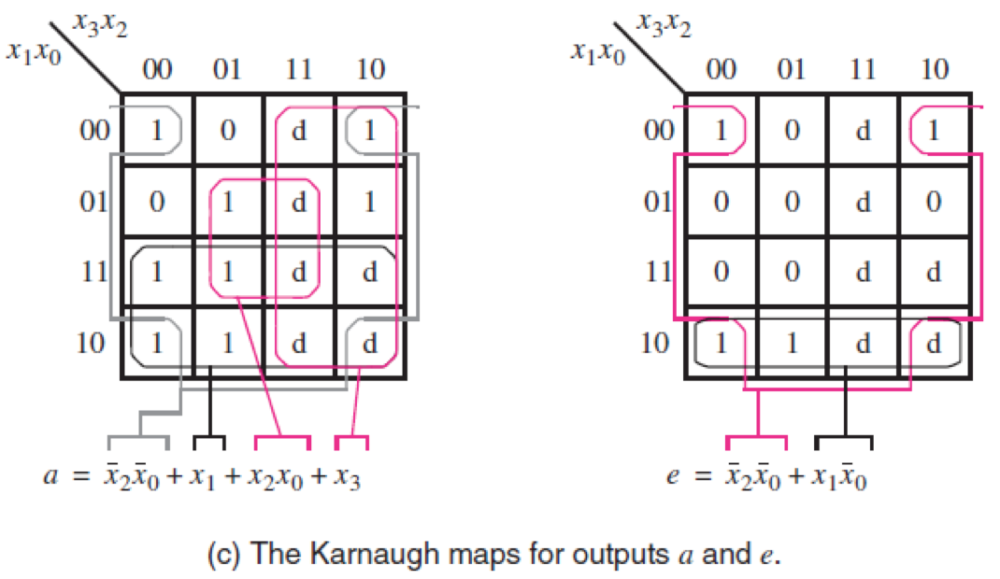 x₃x₂
x₁x₀
00 01 11 10
00 1 0 d 1
01 0 1 d 1
11 1 1 d d
10 1 1 d d
a = x̄₂x̄₀ + x₁ + x₂x₀ + x₃
x₃x₂
x₁x₀
00 01 11 10
00 1 0 d 1
01 0 0 d 0
11 0 0 d d
10 1 1 d d
e = x̄₂x̄₀ + x₁x̄₀
(c) The Karnaugh maps for outputs a and e.